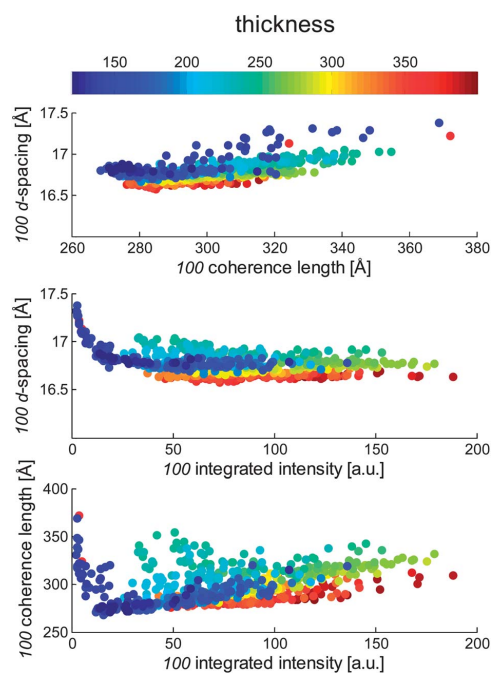 thickness
150 200 250 300 350
17.5
17
16.5
100 d-spacing [Å]
260 280 300 320 340 360 380
100 coherence length [Å]
17.5
17
16.5
100 d-spacing [Å]
0 50 100 150 200
100 integrated intensity [a.u.]
400
350
300
250
100 coherence length [Å]
0 50 100 150 200
100 integrated intensity [a.u.]